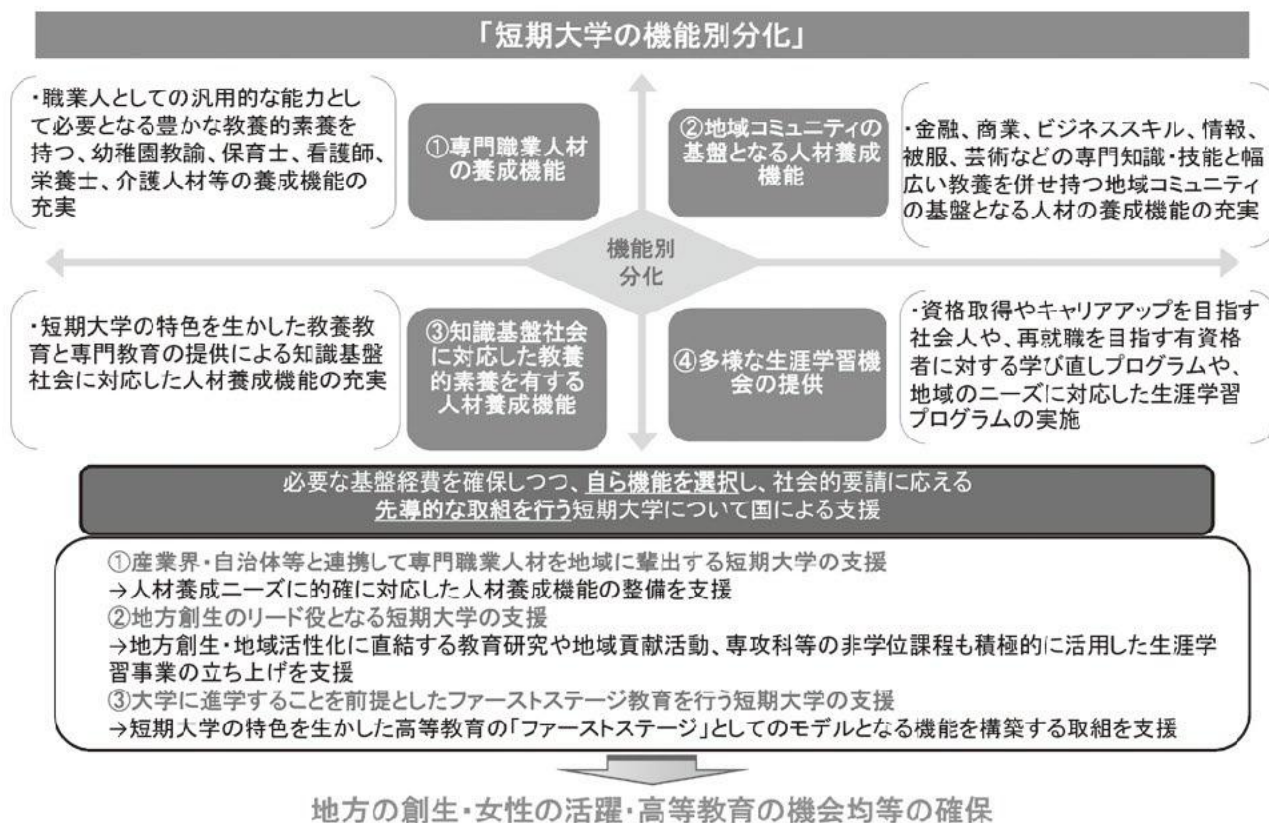 「短期大学の機能別分化」
・職業人としての汎用的な能力とし
て必要となる豊かな教養的素養を
持つ、幼稚園教諭、保育士、看護師、
栄養士、介護人材等の養成機能の
充実
①専門職業人材
の養成機能
②地域コミュニティの
基盤となる人材養成
機能
・金融、商業、ビジネススキル、情報、
被服、芸術などの専門知識・技能と幅
広い教養を併せ持つ地域コミュニティ
の基盤となる人材の養成機能の充実
機能別
分化
・短期大学の特色を生かした教養教
育と専門教育の提供による知識基盤
社会に対応した人材養成機能の充実
③知識基盤社会
に対応した教養
的素養を有する
人材養成機能
④多様な生涯学習機
会の提供
・資格取得やキャリアアップを目指す
社会人や、再就職を目指す有資格
者に対する学び直しプログラムや、
地域のニーズに対応した生涯学習
プログラムの実施
必要な基盤経費を確保しつつ、自ら機能を選択し、社会的要請に応える
先導的な取組を行う短期大学について国による支援
①産業界・自治体等と連携して専門職業人材を地域に輩出する短期大学の支援
→人材養成ニーズに的確に対応した人材養成機能の整備を支援
②地方創生のリード役となる短期大学の支援
→地方創生・地域活性化に直結する教育研究や地域貢献活動、専攻科等の非学位課程も積極的に活用した生涯学
習事業の立ち上げを支援
③大学に進学することを前提としたファーストステージ教育を行う短期大学の支援
→短期大学の特色を生かした高等教育の「ファーストステージ」としてのモデルとなる機能を構築する取組を支援
地方の創生・女性の活躍・高等教育の機会均等の確保